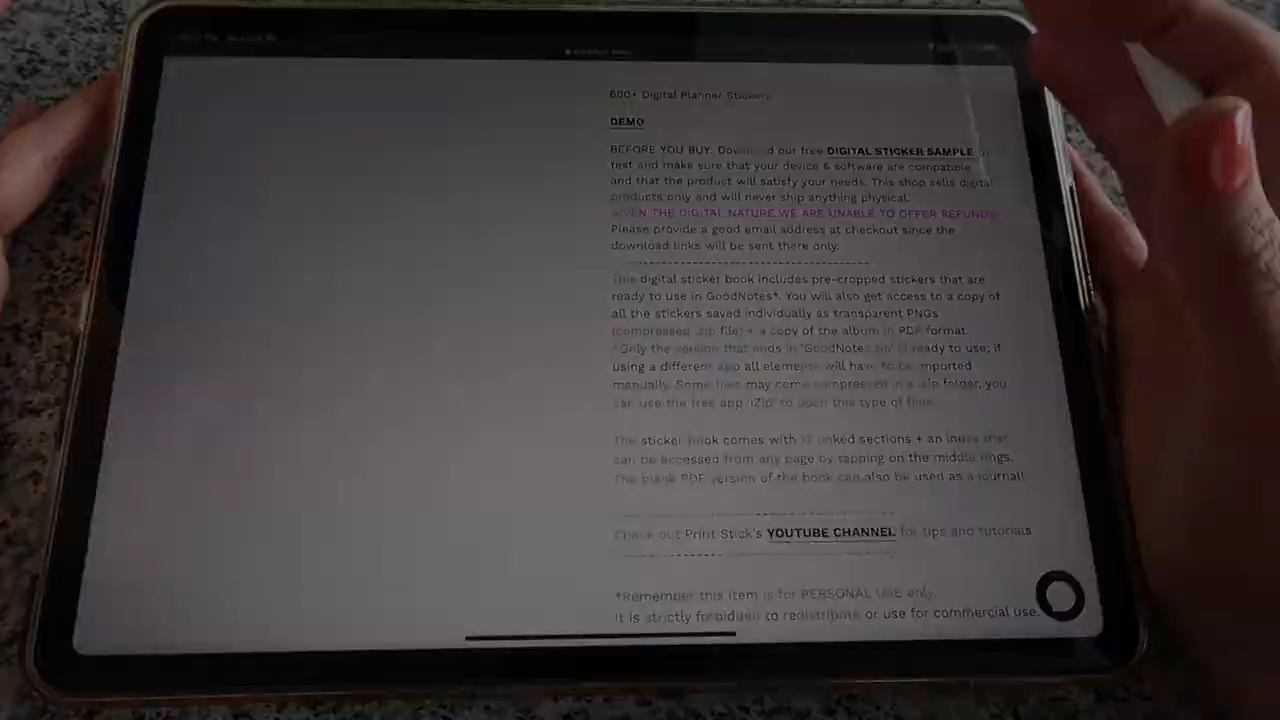 600+ Digital Planner Stickers
DEMO
BEFORE YOU BUY: Download our free DIGITAL STICKER SAMPLE to
test and make sure that your device & software are compatible
and that the product will satisfy your needs. This shop sells digital
products only and will never ship anything physical.
GIVEN THE DIGITAL NATURE WE ARE UNABLE TO OFFER REFUNDS.
Please provide a good email address at checkout since the
download links will be sent there only.
This digital sticker book includes pre-cropped stickers that are
ready to use in GoodNotes*. You will also get access to a copy of
all the stickers saved individually as transparent PNGs
(compressed .zip file) + a copy of the album in PDF format.
*Only the version that ends in 'GoodNotes.zip' is ready to use; if
using a different app all elements will have to be imported
manually. Some files may come compressed in a .zip folder, you
can use the free app 'iZip' to open this type of files.
The sticker book comes with 12 linked sections + an index that
can be accessed from any page by tapping on the middle rings.
The blank PDF version of the book can also be used as a journal!
Check out Print Stick's YOUTUBE CHANNEL for tips and tutorials
*Remember this item is for PERSONAL USE only.
It is strictly forbidden to redistribute or use for commercial use.